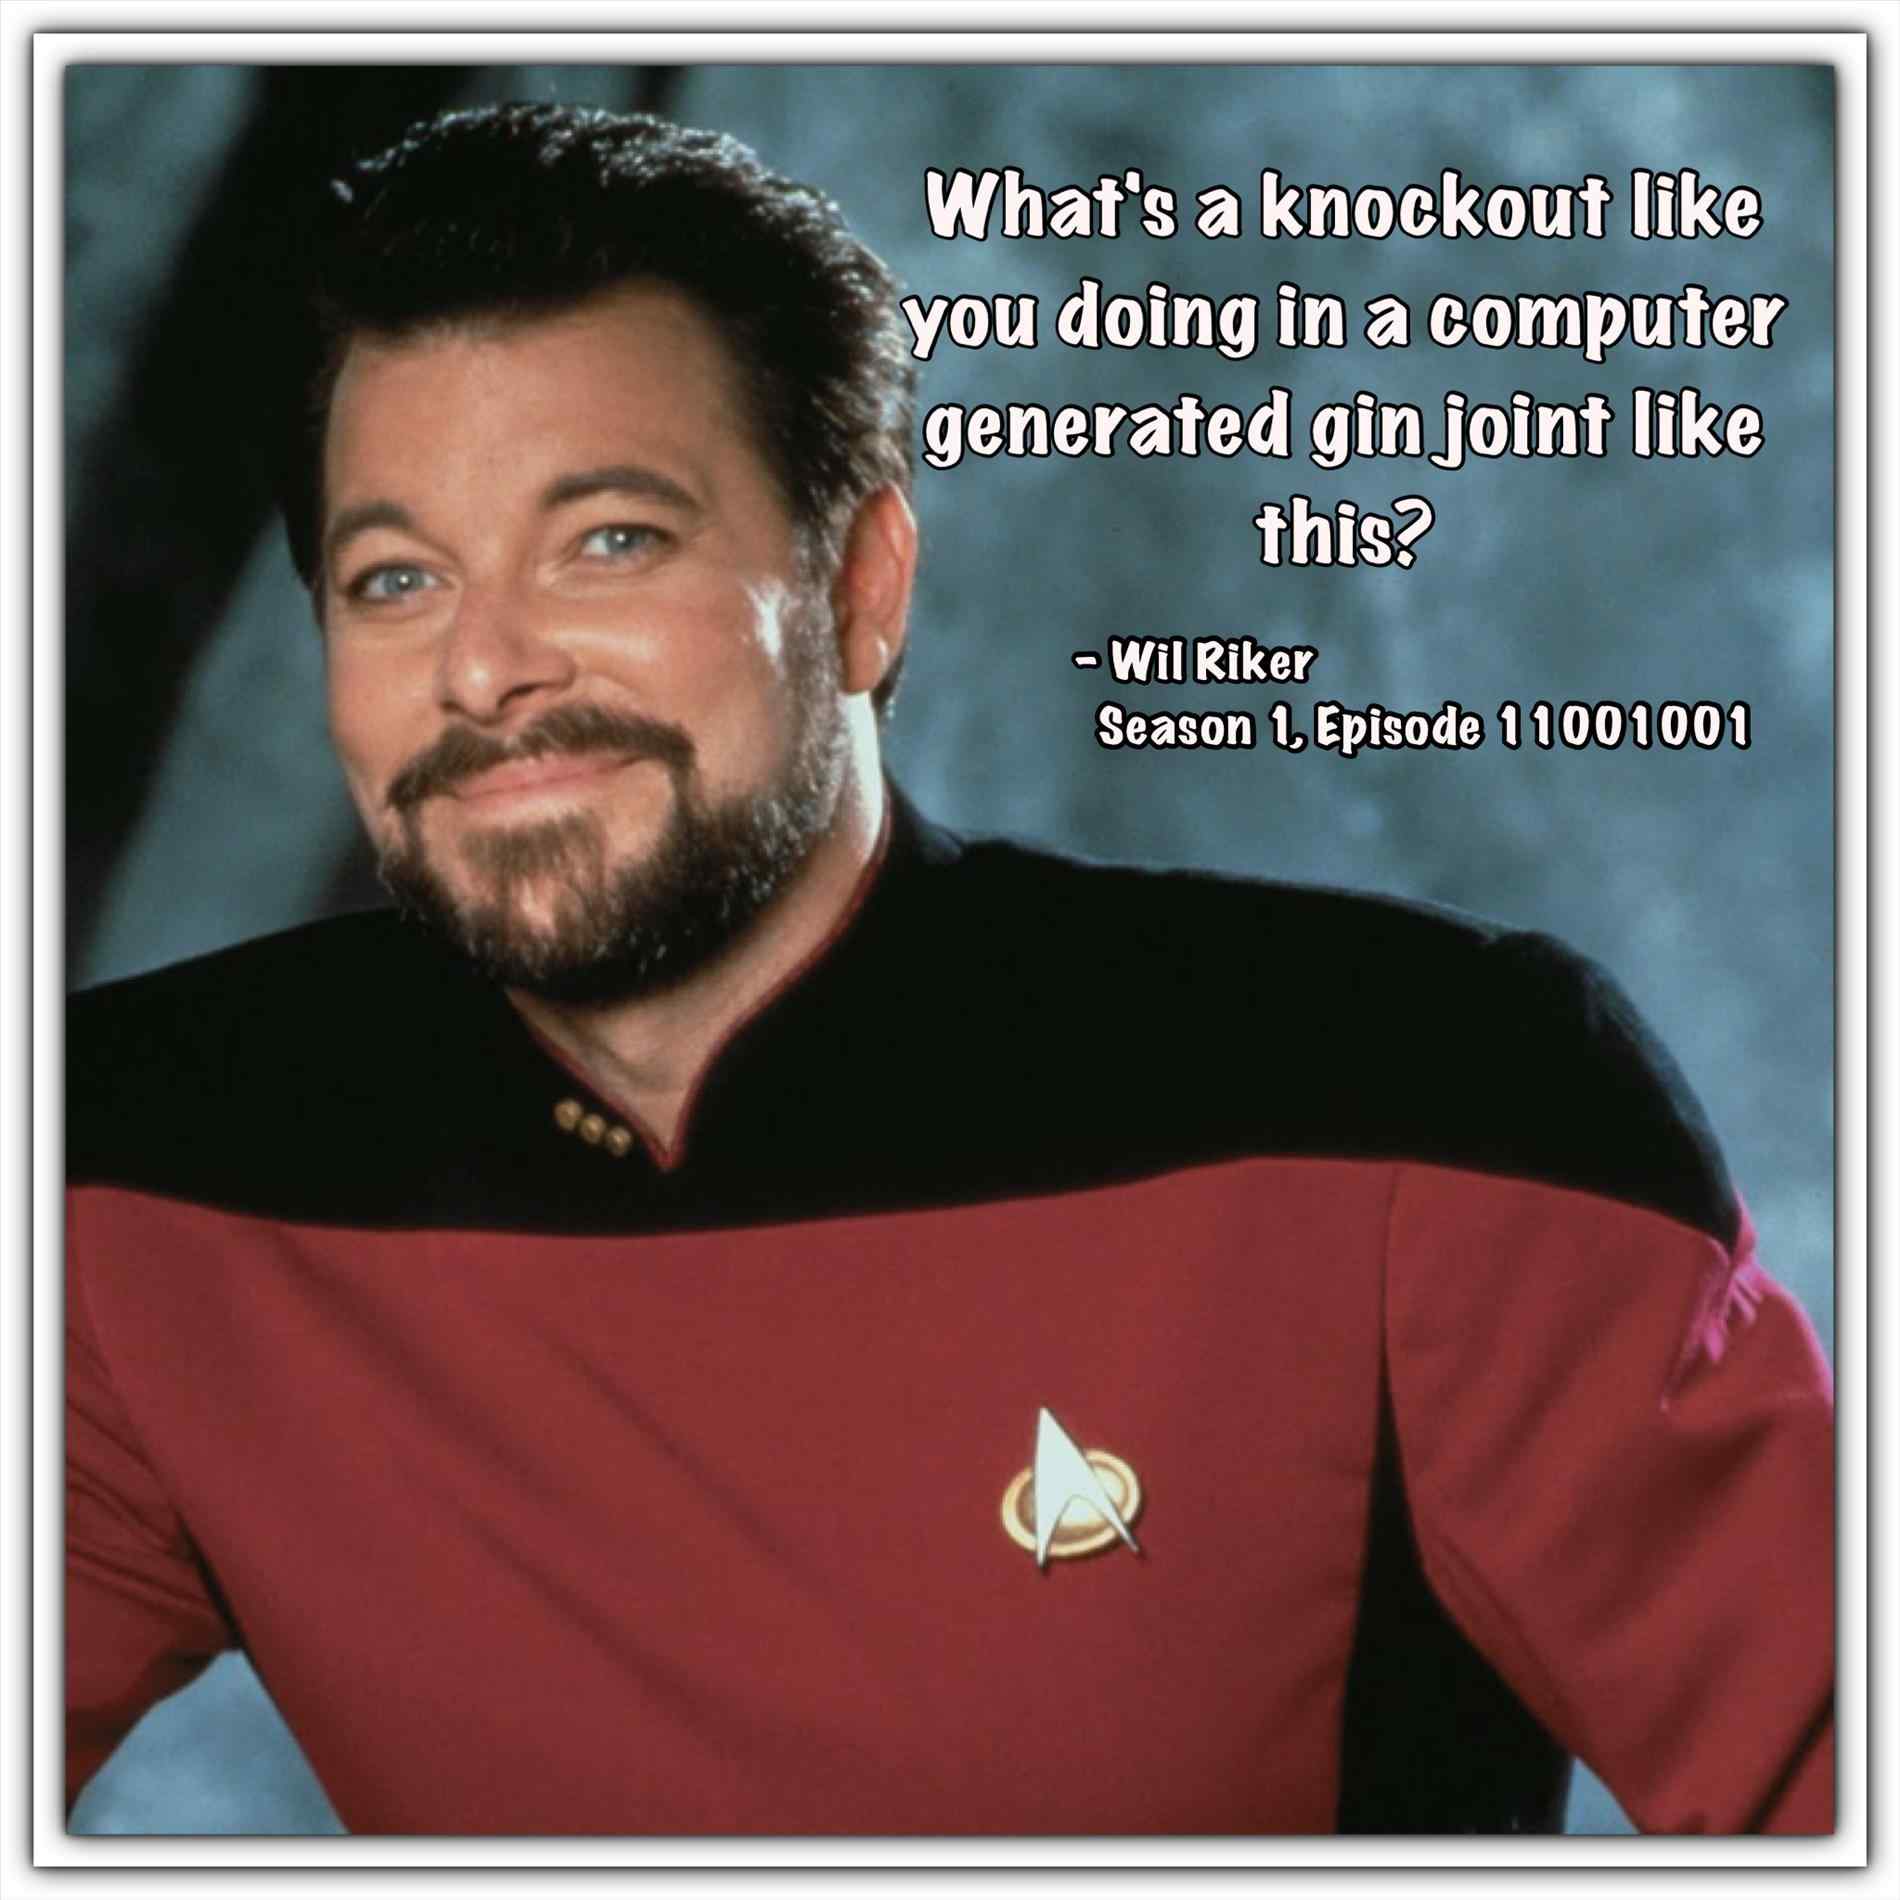 What's a knockout like
you doing in a computer
generated gin joint like
this?
- Wil Riker
Season 1, Episode 11001001